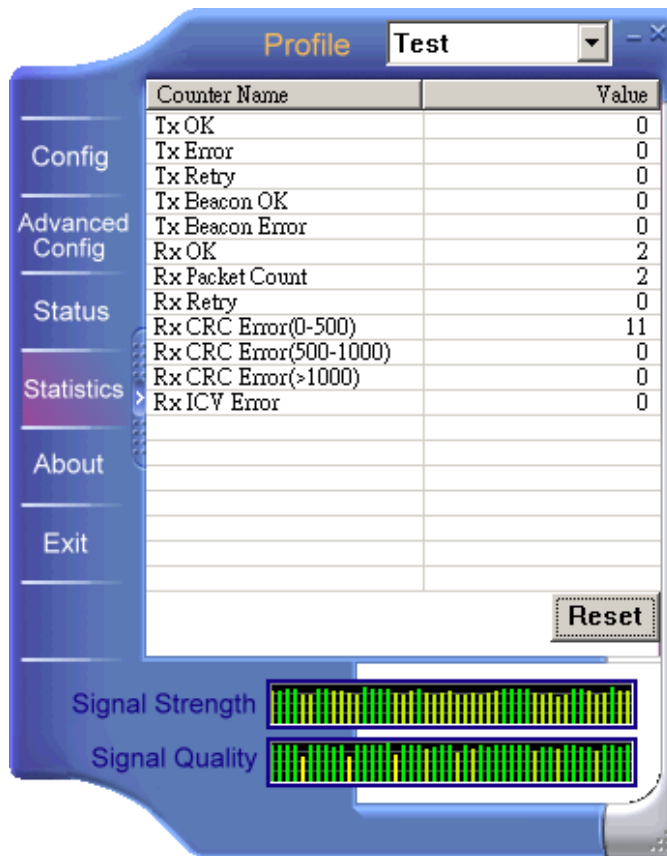 Profile Test
Counter Name Value
Tx OK 0
Tx Error 0
Tx Retry 0
Tx Beacon OK 0
Tx Beacon Error 0
Rx OK 2
Rx Packet Count 2
Rx Retry 0
Rx CRC Error(0-500) 11
Rx CRC Error(500-1000) 0
Rx CRC Error(>1000) 0
Rx ICV Error 0
Config
Advanced
Config
Status
Statistics
About
Exit
Reset
Signal Strength
Signal Quality